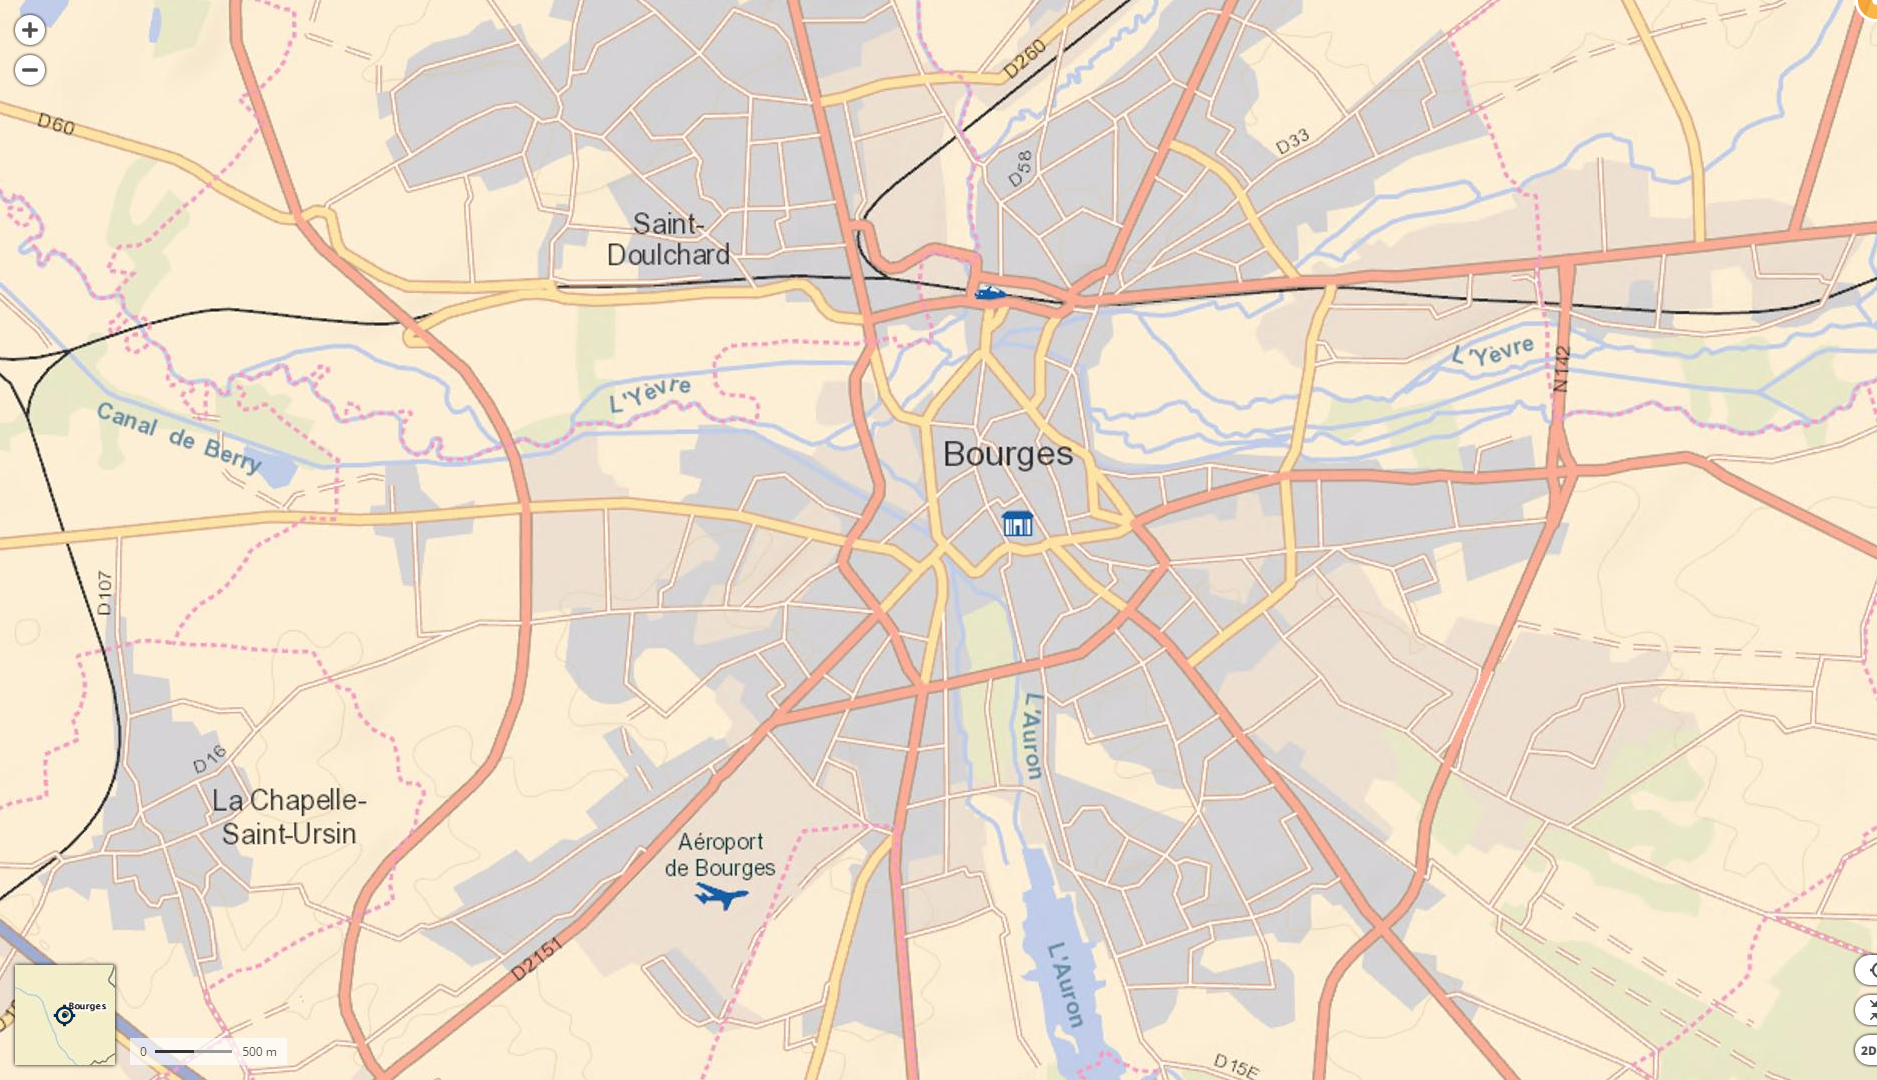 D260
D60
D33
D58
Saint-
Doulchard
L'Yèvre
N142
L'Yèvre
Canal de Berry
Bourges
D107
L'Auron
D16
La Chapelle-
Saint-Ursin
Aéroport
de Bourges
D2151
L'Auron
Bourges
0 500 m
D15E
2D